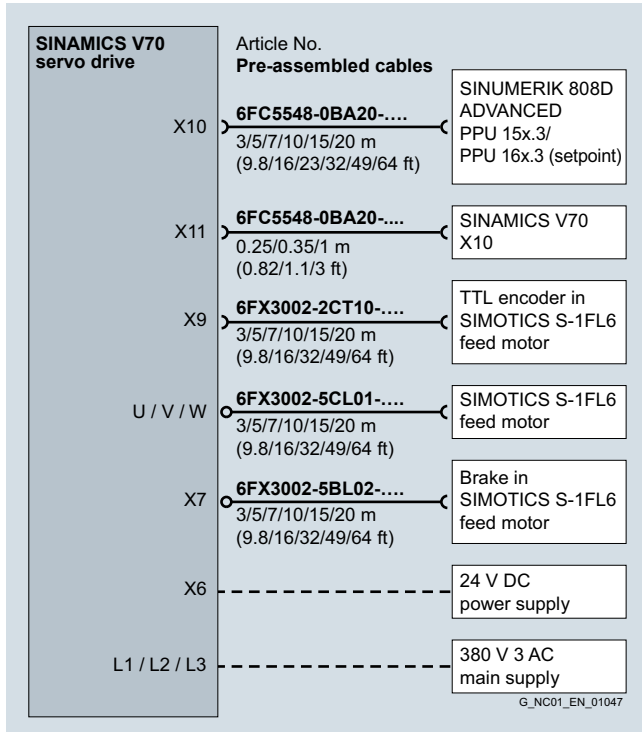 SINAMICS V70
servo drive
Article No.
Pre-assembled cables
X10
6FC5548-0BA20-....
3/5/7/10/15/20 m
(9.8/16/23/32/49/64 ft)
SINUMERIK 808D
ADVANCED
PPU 15x.3/
PPU 16x.3 (setpoint)
X11
6FC5548-0BA20-....
0.25/0.35/1 m
(0.82/1.1/3 ft)
SINAMICS V70
X10
X9
6FX3002-2CT10-....
3/5/7/10/15/20 m
(9.8/16/32/49/64 ft)
TTL encoder in
SIMOTICS S-1FL6
feed motor
U / V / W
6FX3002-5CL01-....
3/5/7/10/15/20 m
(9.8/16/32/49/64 ft)
SIMOTICS S-1FL6
feed motor
X7
6FX3002-5BL02-....
3/5/7/10/15/20 m
(9.8/16/32/49/64 ft)
Brake in
SIMOTICS S-1FL6
feed motor
X6
24 V DC
power supply
L1 / L2 / L3
380 V 3 AC
main supply
G_NC01_EN_01047